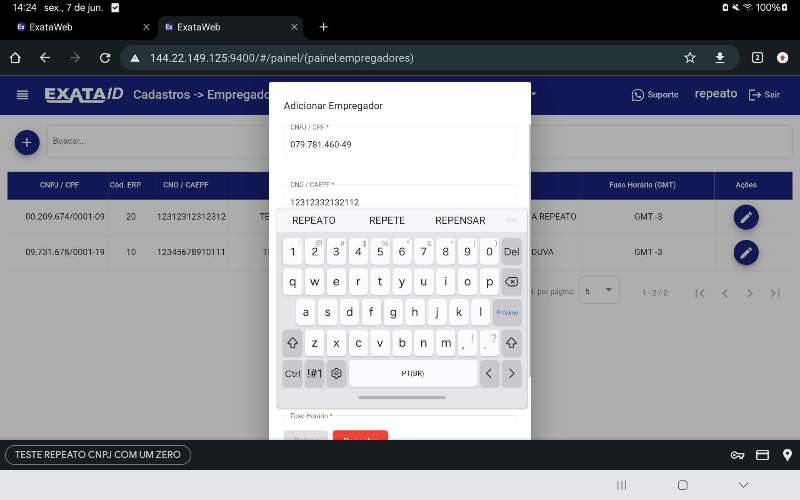 14:24 sex., 7 de jun. 100%
ExataWeb
ExataWeb
144.22.149.125:9400/#/painel/(painel:empregadores)
2
EXATA ID Cadastros -> Empregado
Suporte
repeato
Sair
Adicionar Empregador
Buscar...
CNPJ / CPF *
079.781.460-49
CNPJ / CPF Cód. ERP CNO / CAEPF Fuso Horário (GMT) Ações
CNO / CAEPF *
12312332132112
00.209.674/0001-09 20 12312312312312 TE A REPEATO GMT -3
09.731.678/0001-19 10 12345678910111 DUVA GMT -3
. por página: 5 1 - 2 / 2
REPEATO REPETE REPENSAR ...
1 2 3 4 5 6 7 8 9 0 Del
q w e r t y u i o p
a s d f g h j k l Próximo
z x c v b n m , ! . ?
Ctrl !#1 PT(BR) < >
Fuso Horário *
TESTE REPEATO CNPJ COM UM ZERO